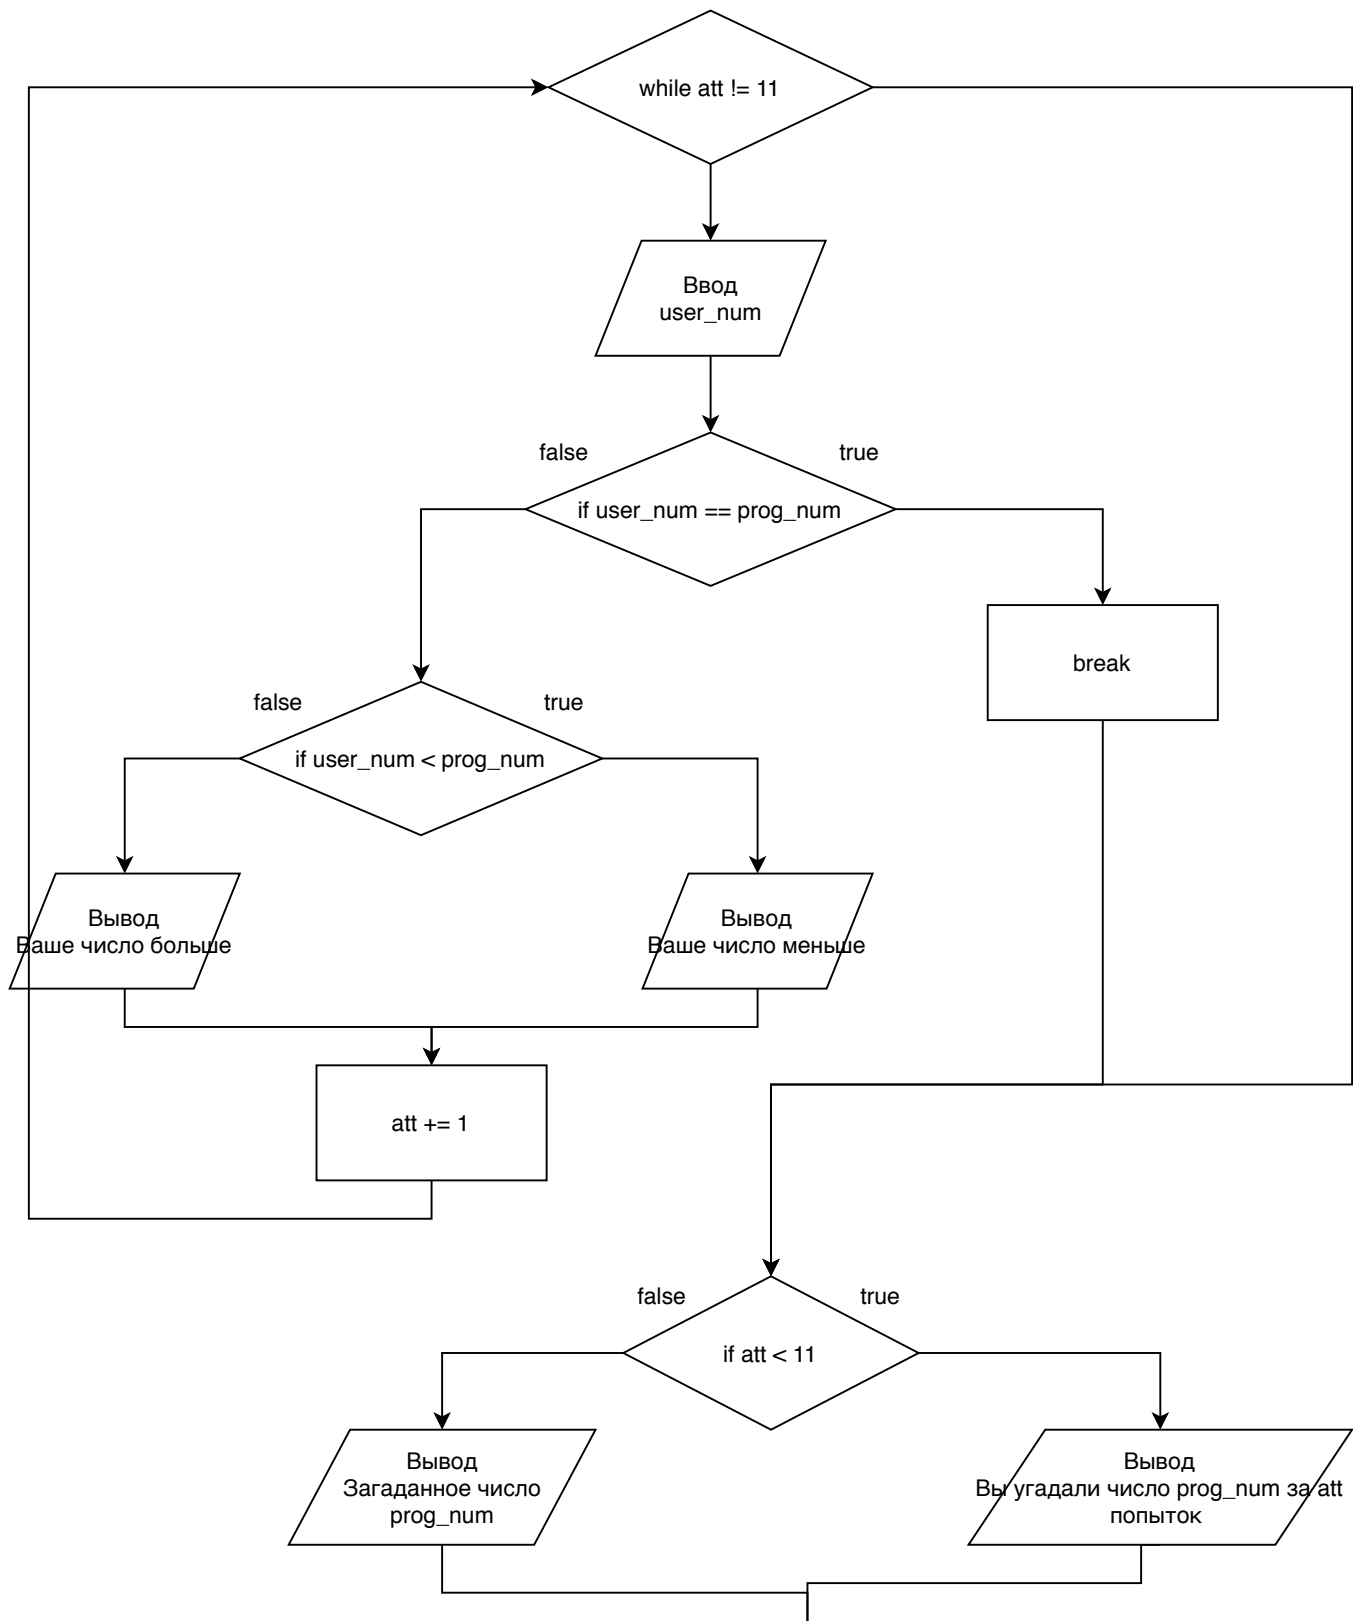 while att != 11
Ввод
user_num
false
true
if user_num == prog_num
break
false
true
if user_num < prog_num
Вывод
Ваше число больше
Вывод
Ваше число меньше
att += 1
false
true
if att < 11
Вывод
Загаданное число
prog_num
Вывод
Вы угадали число prog_num за att
попыток